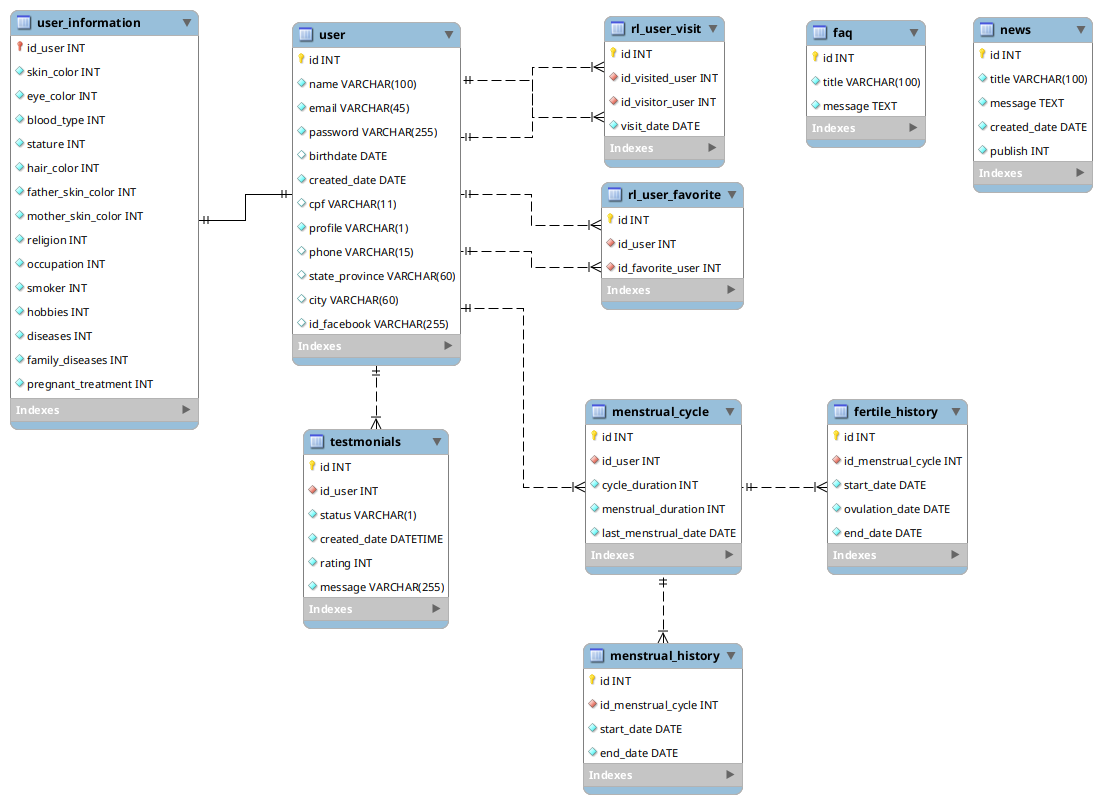 user_information
id_user INT
skin_color INT
eye_color INT
blood_type INT
stature INT
hair_color INT
father_skin_color INT
mother_skin_color INT
religion INT
occupation INT
smoker INT
hobbies INT
diseases INT
family_diseases INT
pregnant_treatment INT
Indexes
user
id INT
name VARCHAR(100)
email VARCHAR(45)
password VARCHAR(255)
birthdate DATE
created_date DATE
cpf VARCHAR(11)
profile VARCHAR(1)
phone VARCHAR(15)
state_province VARCHAR(60)
city VARCHAR(60)
id_facebook VARCHAR(255)
Indexes
rl_user_visit
id INT
id_visited_user INT
id_visitor_user INT
visit_date DATE
Indexes
faq
id INT
title VARCHAR(100)
message TEXT
Indexes
news
id INT
title VARCHAR(100)
message TEXT
created_date DATE
publish INT
Indexes
rl_user_favorite
id INT
id_user INT
id_favorite_user INT
Indexes
testmonials
id INT
id_user INT
status VARCHAR(1)
created_date DATETIME
rating INT
message VARCHAR(255)
Indexes
menstrual_cycle
id INT
id_user INT
cycle_duration INT
menstrual_duration INT
last_menstrual_date DATE
Indexes
fertile_history
id INT
id_menstrual_cycle INT
start_date DATE
ovulation_date DATE
end_date DATE
Indexes
menstrual_history
id INT
id_menstrual_cycle INT
start_date DATE
end_date DATE
Indexes